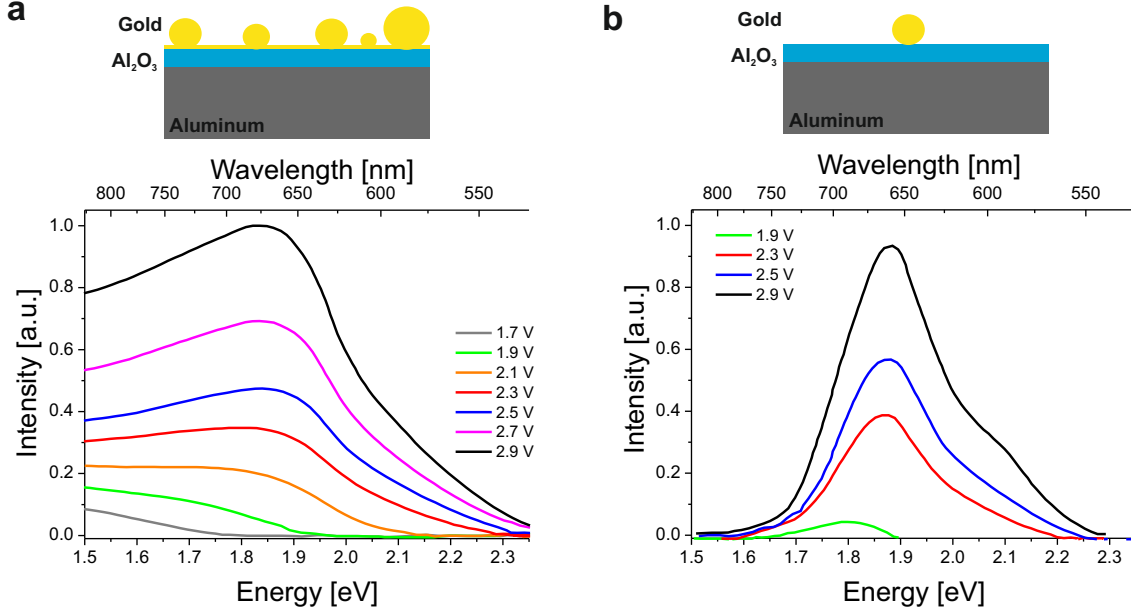 a
Gold
Al₂O₃
Aluminum
Wavelength [nm]
800 750 700 650 600 550
1.0
0.8
0.6
0.4
0.2
0.0
Intensity [a.u.]
1.7 V
1.9 V
2.1 V
2.3 V
2.5 V
2.7 V
2.9 V
1.5 1.6 1.7 1.8 1.9 2.0 2.1 2.2 2.3
Energy [eV]
b
Gold
Al₂O₃
Aluminum
Wavelength [nm]
800 750 700 650 600 550
1.0
0.8
0.6
0.4
0.2
0.0
Intensity [a.u.]
1.9 V
2.3 V
2.5 V
2.9 V
1.5 1.6 1.7 1.8 1.9 2.0 2.1 2.2 2.3
Energy [eV]